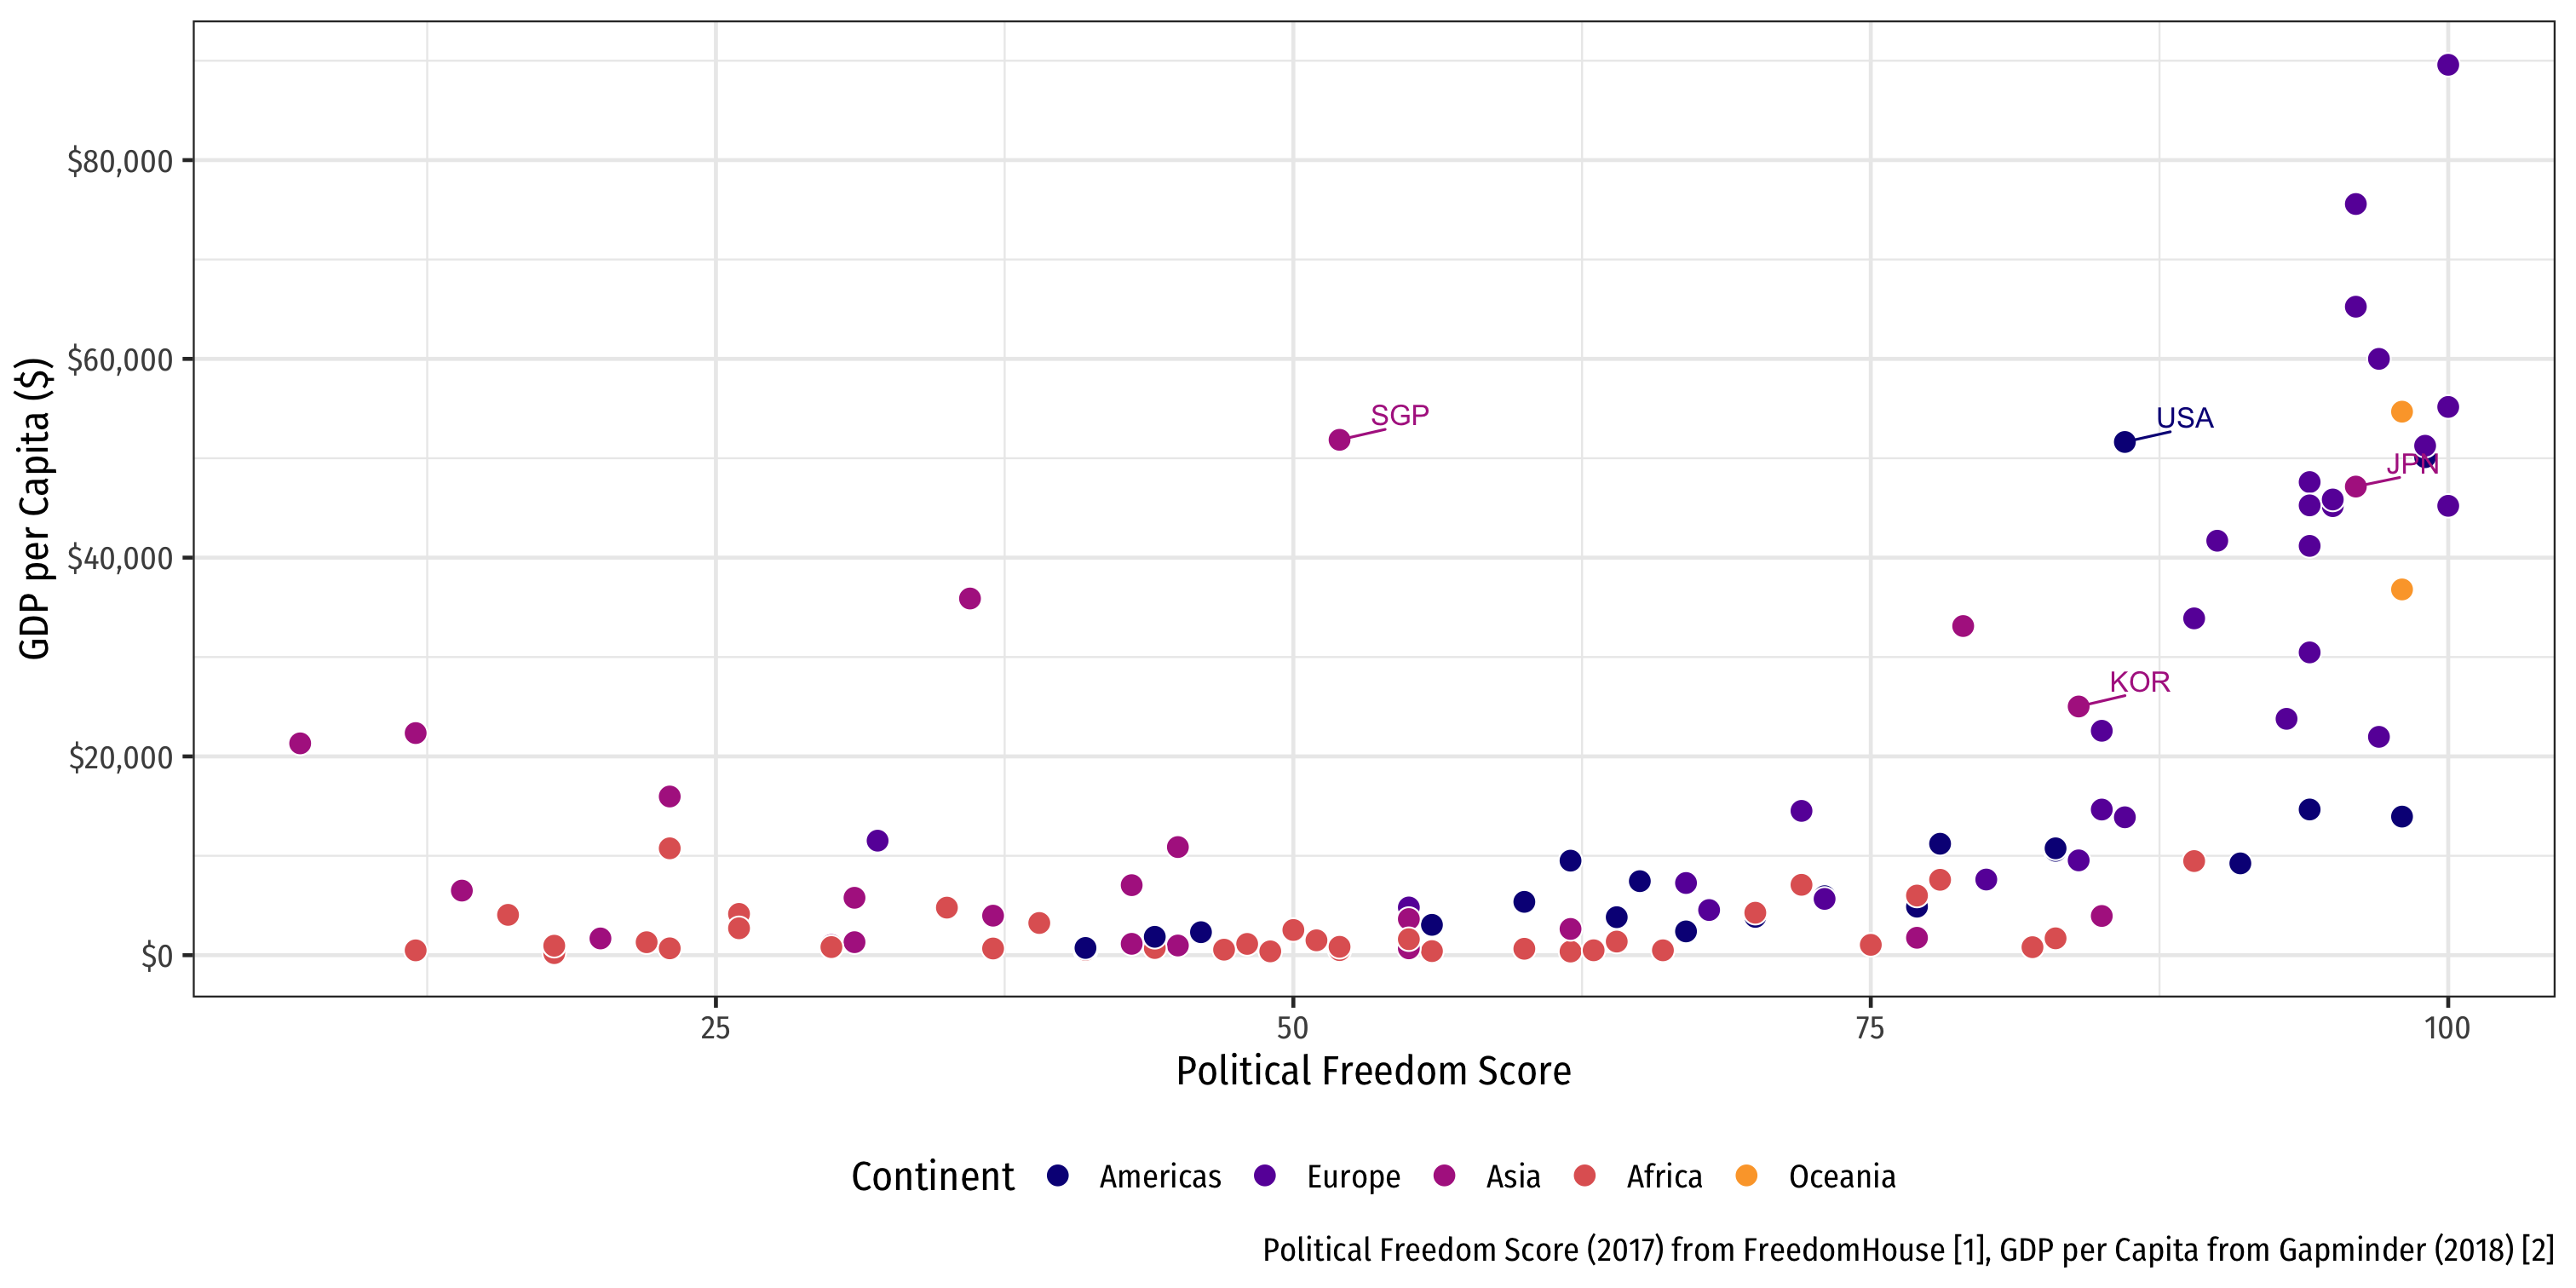 $80,000
$60,000
$40,000
$20,000
$0
GDP per Capita ($)
SGP
USA
JPN
KOR
25 50 75 100
Political Freedom Score
Continent Americas Europe Asia Africa Oceania
Political Freedom Score (2017) from FreedomHouse [1], GDP per Capita from Gapminder (2018) [2]